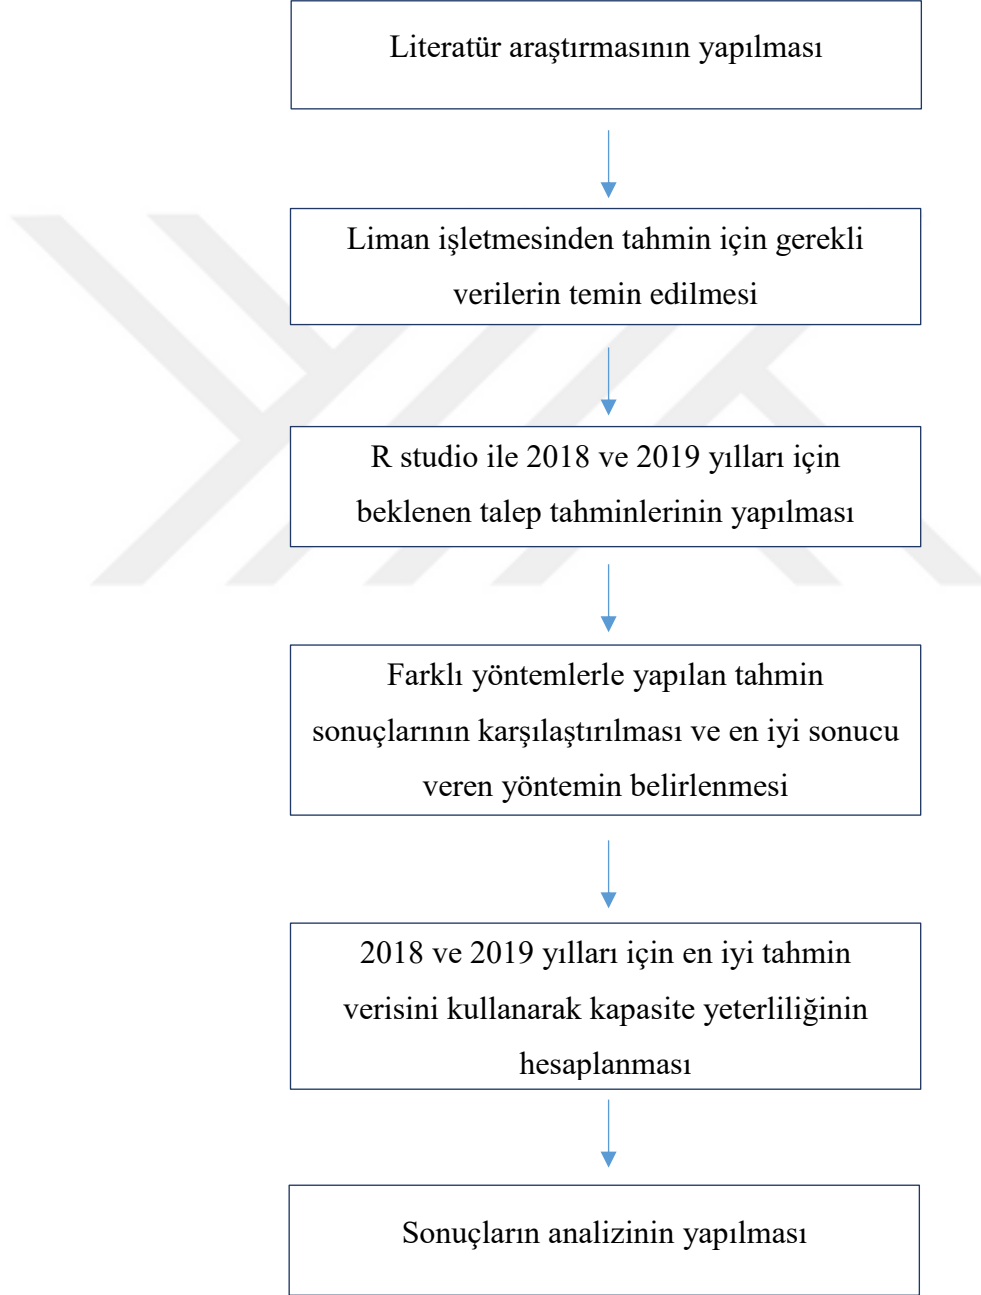 Literatür araştırmasının yapılması
Liman işletmesinden tahmin için gerekli
verilerin temin edilmesi
R studio ile 2018 ve 2019 yılları için
beklenen talep tahminlerinin yapılması
Farklı yöntemlerle yapılan tahmin
sonuçlarının karşılaştırılması ve en iyi sonucu
veren yöntemin belirlenmesi
2018 ve 2019 yılları için en iyi tahmin
verisini kullanarak kapasite yeterliliğinin
hesaplanması
Sonuçların analizinin yapılması